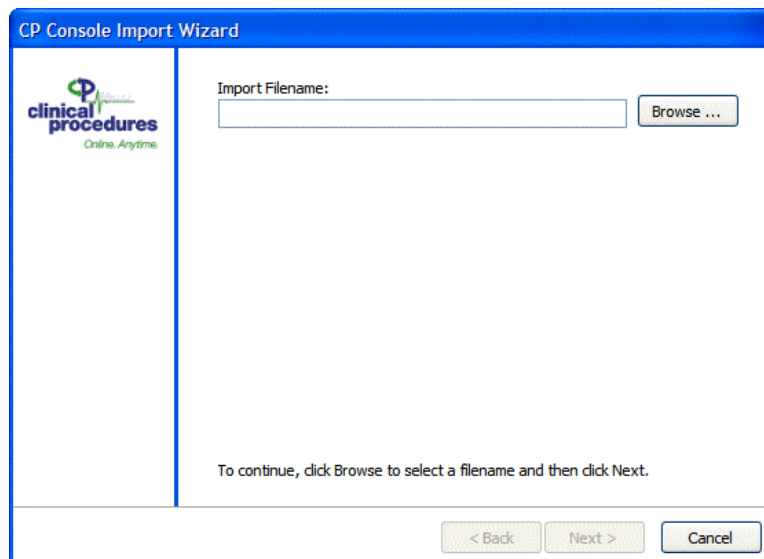 CP Console Import Wizard
CP
clinical
procedures
Online. Anytime.
Import Filename:
Browse ...
To continue, click Browse to select a filename and then click Next.
< Back
Next >
Cancel